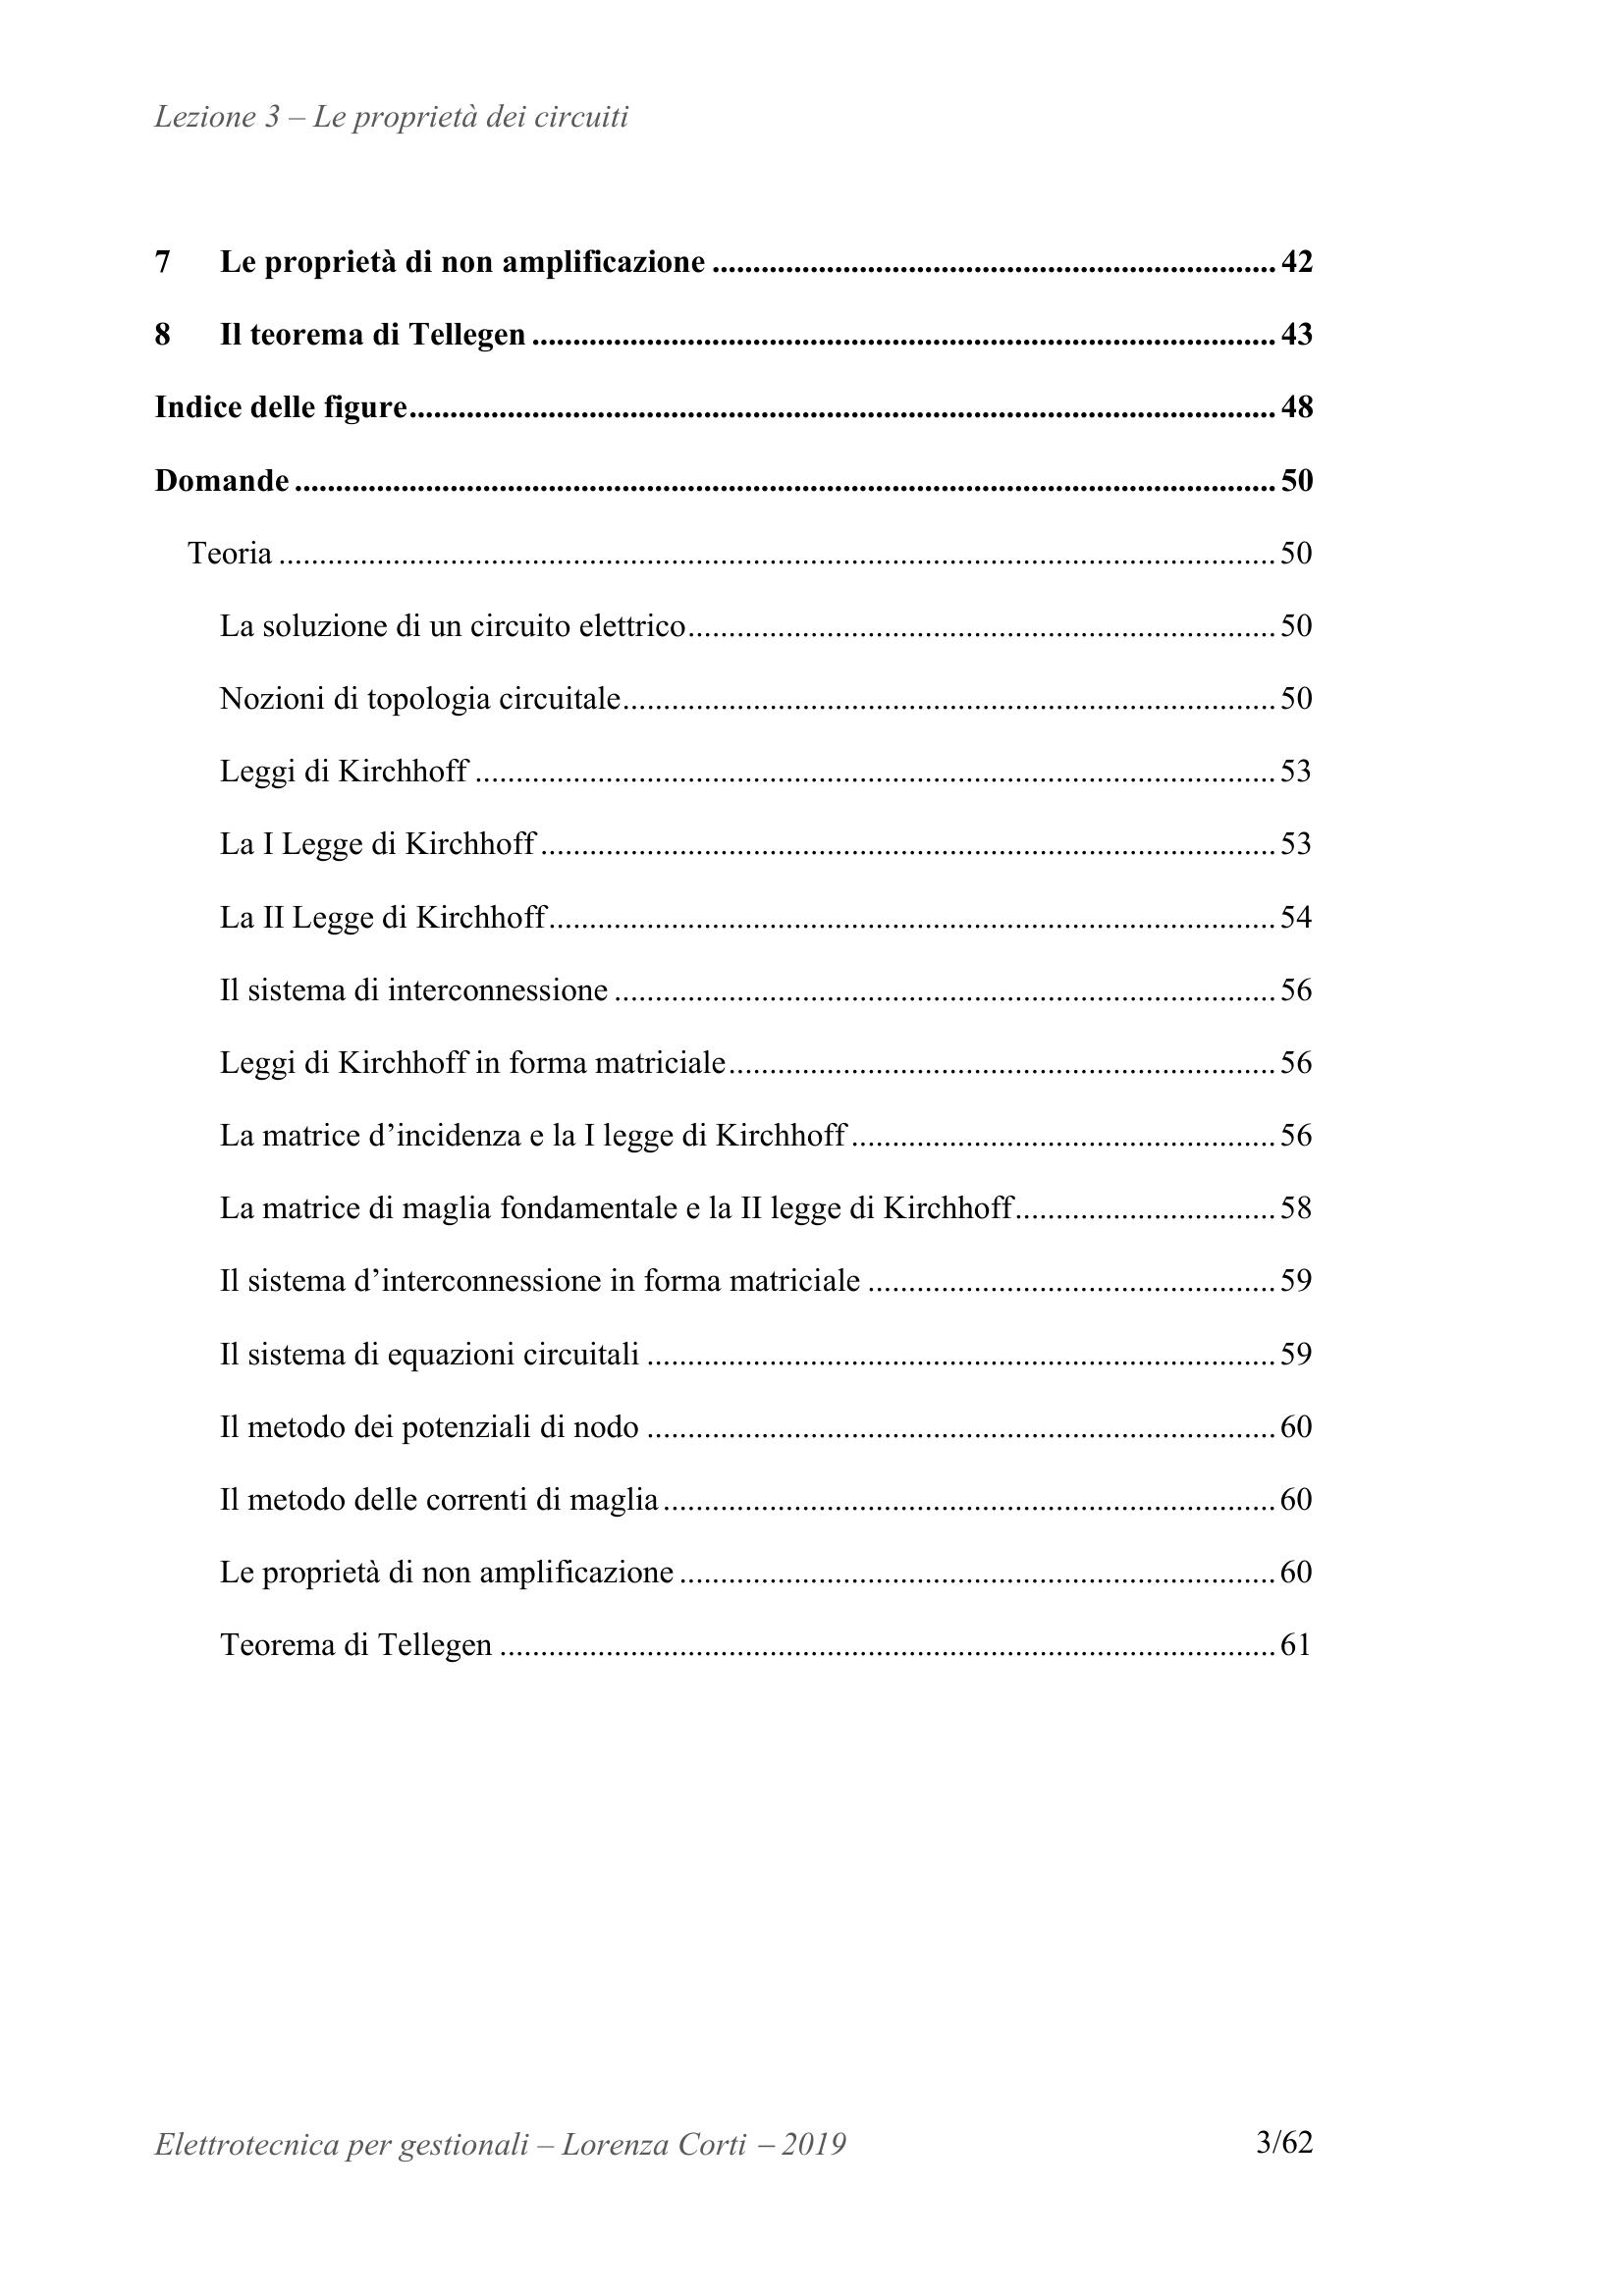 Lezione 3 – Le proprietà dei circuiti
7 Le proprietà di non amplificazione ........ 42
8 Il teorema di Tellegen ........ 43
Indice delle figure ........ 48
Domande ........ 50
Teoria ........ 50
La soluzione di un circuito elettrico ........ 50
Nozioni di topologia circuitale ........ 50
Leggi di Kirchhoff ........ 53
La I Legge di Kirchhoff ........ 53
La II Legge di Kirchhoff ........ 54
Il sistema di interconnessione ........ 56
Leggi di Kirchhoff in forma matriciale ........ 56
La matrice d’incidenza e la I legge di Kirchhoff ........ 56
La matrice di maglia fondamentale e la II legge di Kirchhoff ........ 58
Il sistema d’interconnessione in forma matriciale ........ 59
Il sistema di equazioni circuitali ........ 59
Il metodo dei potenziali di nodo ........ 60
Il metodo delle correnti di maglia ........ 60
Le proprietà di non amplificazione ........ 60
Teorema di Tellegen ........ 61
Elettrotecnica per gestionali – Lorenza Corti – 2019 3/62